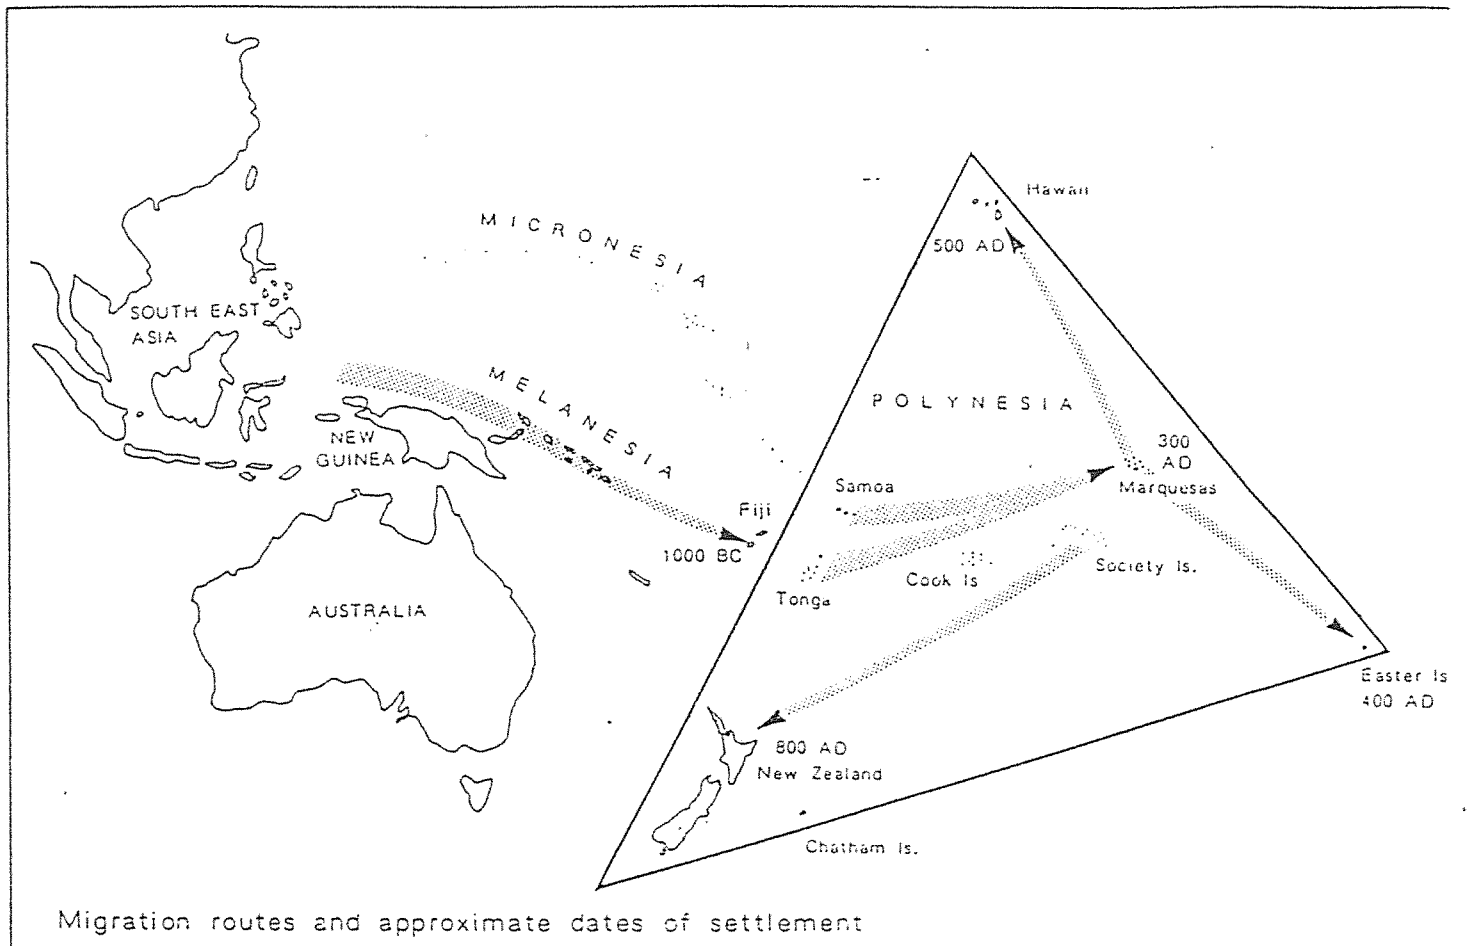 Hawaii
MICRONESIA
500 AD
SOUTH EAST
ASIA
MELANESIA
POLYNESIA
NEW
GUINEA
300
AD
Marquesas
Samoa
Fiji
1000 BC
Cook Is
Society Is.
Tonga
AUSTRALIA
Easter Is
400 AD
800 AD
New Zealand
Chatham Is.
Migration routes and approximate dates of settlement